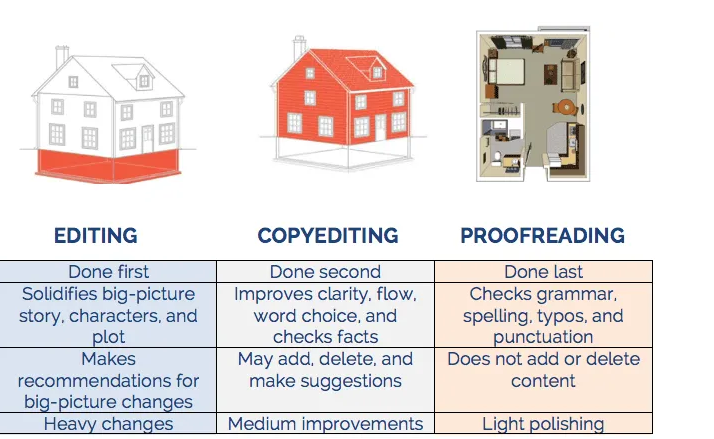 EDITING COPYEDITING PROOFREADING
Done first Done second Done last
Solidifies big-picture
story, characters, and
plot
Improves clarity, flow,
word choice, and
checks facts
Checks grammar,
spelling, typos, and
punctuation
Makes
recommendations for
big-picture changes
May add, delete, and
make suggestions
Does not add or delete
content
Heavy changes Medium improvements Light polishing